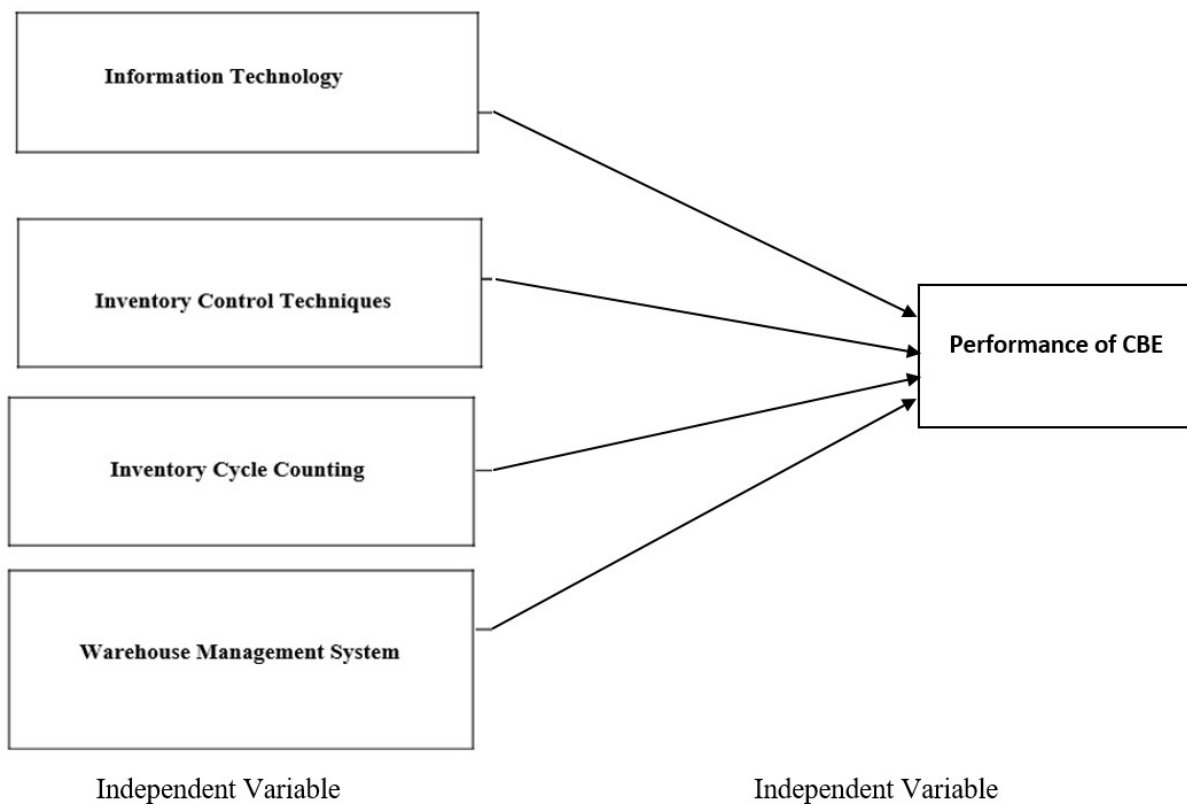 Information Technology
Inventory Control Techniques
Performance of CBE
Inventory Cycle Counting
Warehouse Management System
Independent Variable
Independent Variable